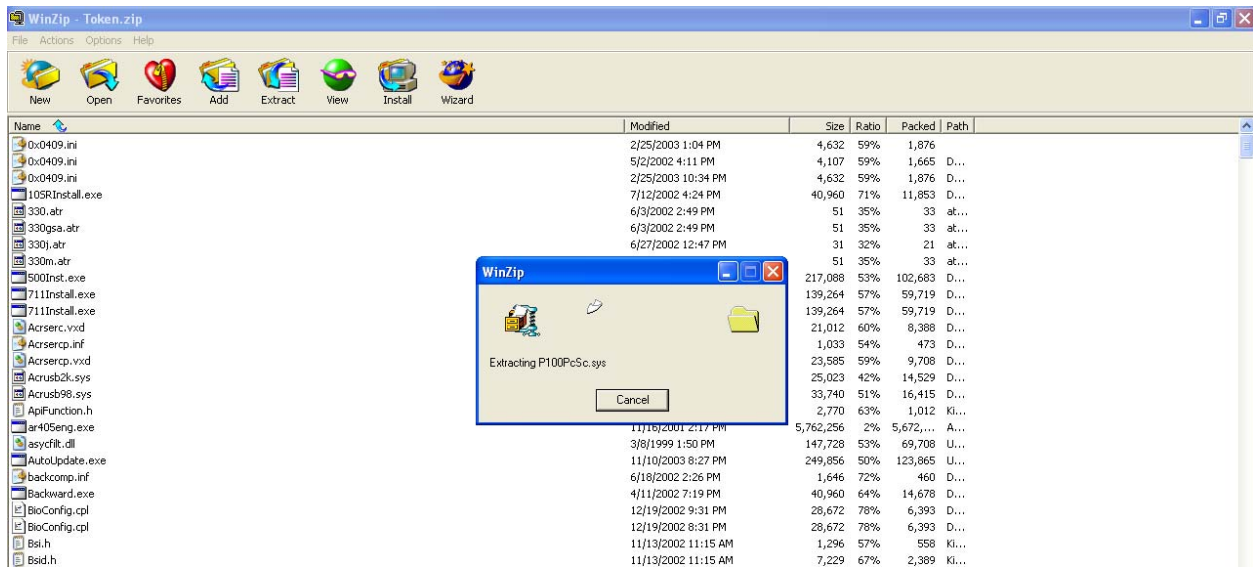 WinZip - Token.zip
File Actions Options Help
New Open Favorites Add Extract View Install Wizard
Name Modified Size Ratio Packed Path
0x0409.ini 2/25/2003 1:04 PM 4,632 59% 1,876
0x0409.ini 5/2/2002 4:11 PM 4,107 59% 1,665 D...
0x0409.ini 2/25/2003 10:34 PM 4,632 59% 1,876 D...
10SRInstall.exe 7/12/2002 4:24 PM 40,960 71% 11,853 D...
330.atr 6/3/2002 2:49 PM 51 35% 33 at...
330gsa.atr 6/3/2002 2:49 PM 51 35% 33 at...
330j.atr 6/27/2002 12:47 PM 31 32% 21 at...
330m.atr 51 35% 33 at...
500Inst.exe 217,088 53% 102,683 D...
711Install.exe 139,264 57% 59,719 D...
711Install.exe 139,264 57% 59,719 D...
Acrserc.vxd 21,012 60% 8,388 D...
Acrsercp.inf 1,033 54% 473 D...
Acrsercp.vxd 23,585 59% 9,708 D...
Acrusb2k.sys 25,023 42% 14,529 D...
Acrusb98.sys 33,740 51% 16,415 D...
ApiFunction.h 2,770 63% 1,012 Ki...
ar405eng.exe 11/16/2001 2:17 PM 5,762,256 2% 5,672,... A...
asycfilt.dll 3/8/1999 1:50 PM 147,728 53% 69,708 U...
AutoUpdate.exe 11/10/2003 8:27 PM 249,856 50% 123,865 U...
backcomp.inf 6/18/2002 2:26 PM 1,646 72% 460 D...
Backward.exe 4/11/2002 7:19 PM 40,960 64% 14,678 D...
BioConfig.cpl 12/19/2002 9:31 PM 28,672 78% 6,393 D...
BioConfig.cpl 12/19/2002 8:31 PM 28,672 78% 6,393 D...
Bsi.h 11/13/2002 11:15 AM 1,296 57% 558 Ki...
Bsid.h 11/13/2002 11:15 AM 7,229 67% 2,389 Ki...
WinZip
Extracting P100PcSc.sys
Cancel